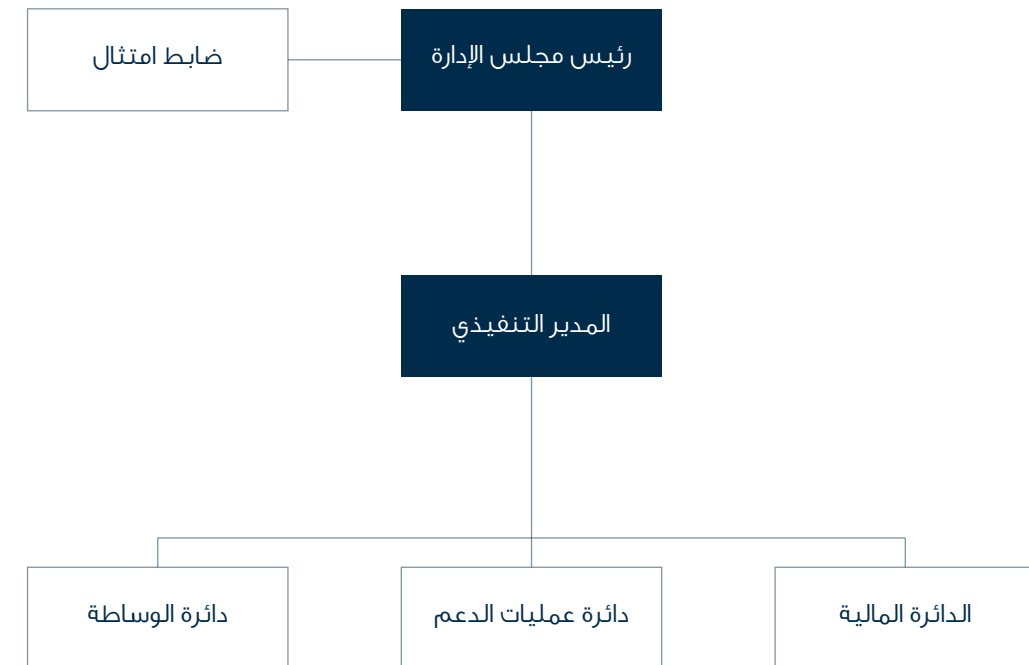 رئيس مجلس الإدارة
ضابط امتثال
المدير التنفيذي
الدائرة المالية
دائرة عمليات الدعم
دائرة الوساطة